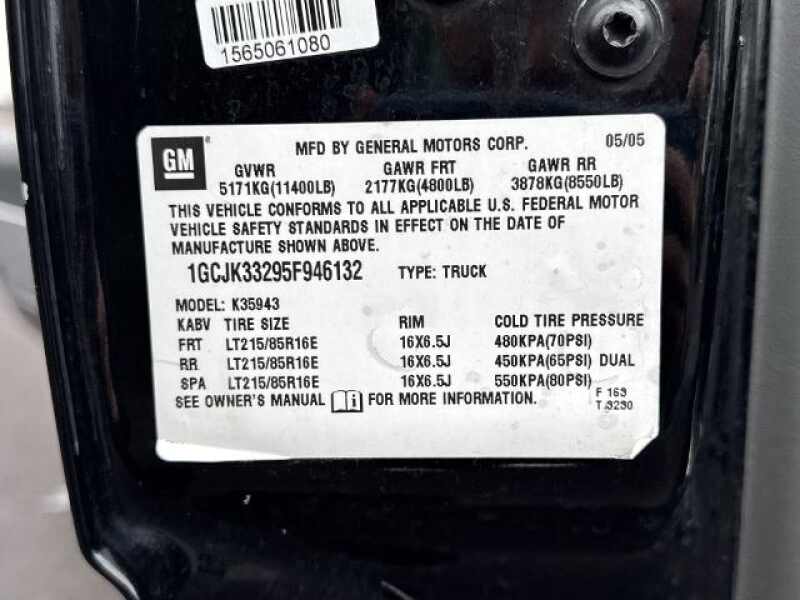 1565061080
GM ® MFD BY GENERAL MOTORS CORP. 05/05
GVWR GAWR FRT GAWR RR
5171KG(11400LB) 2177KG(4800LB) 3878KG(8550LB)
THIS VEHICLE CONFORMS TO ALL APPLICABLE U.S. FEDERAL MOTOR
VEHICLE SAFETY STANDARDS IN EFFECT ON THE DATE OF
MANUFACTURE SHOWN ABOVE.
1GCJK33295F946132 TYPE: TRUCK
MODEL: K35943
KABV TIRE SIZE RIM COLD TIRE PRESSURE
FRT LT215/85R16E 16X6.5J 480KPA(70PSI)
RR LT215/85R16E 16X6.5J 450KPA(65PSI) DUAL
SPA LT215/85R16E 16X6.5J 550KPA(80PSI)
SEE OWNER'S MANUAL i FOR MORE INFORMATION.
F 163
T 3230